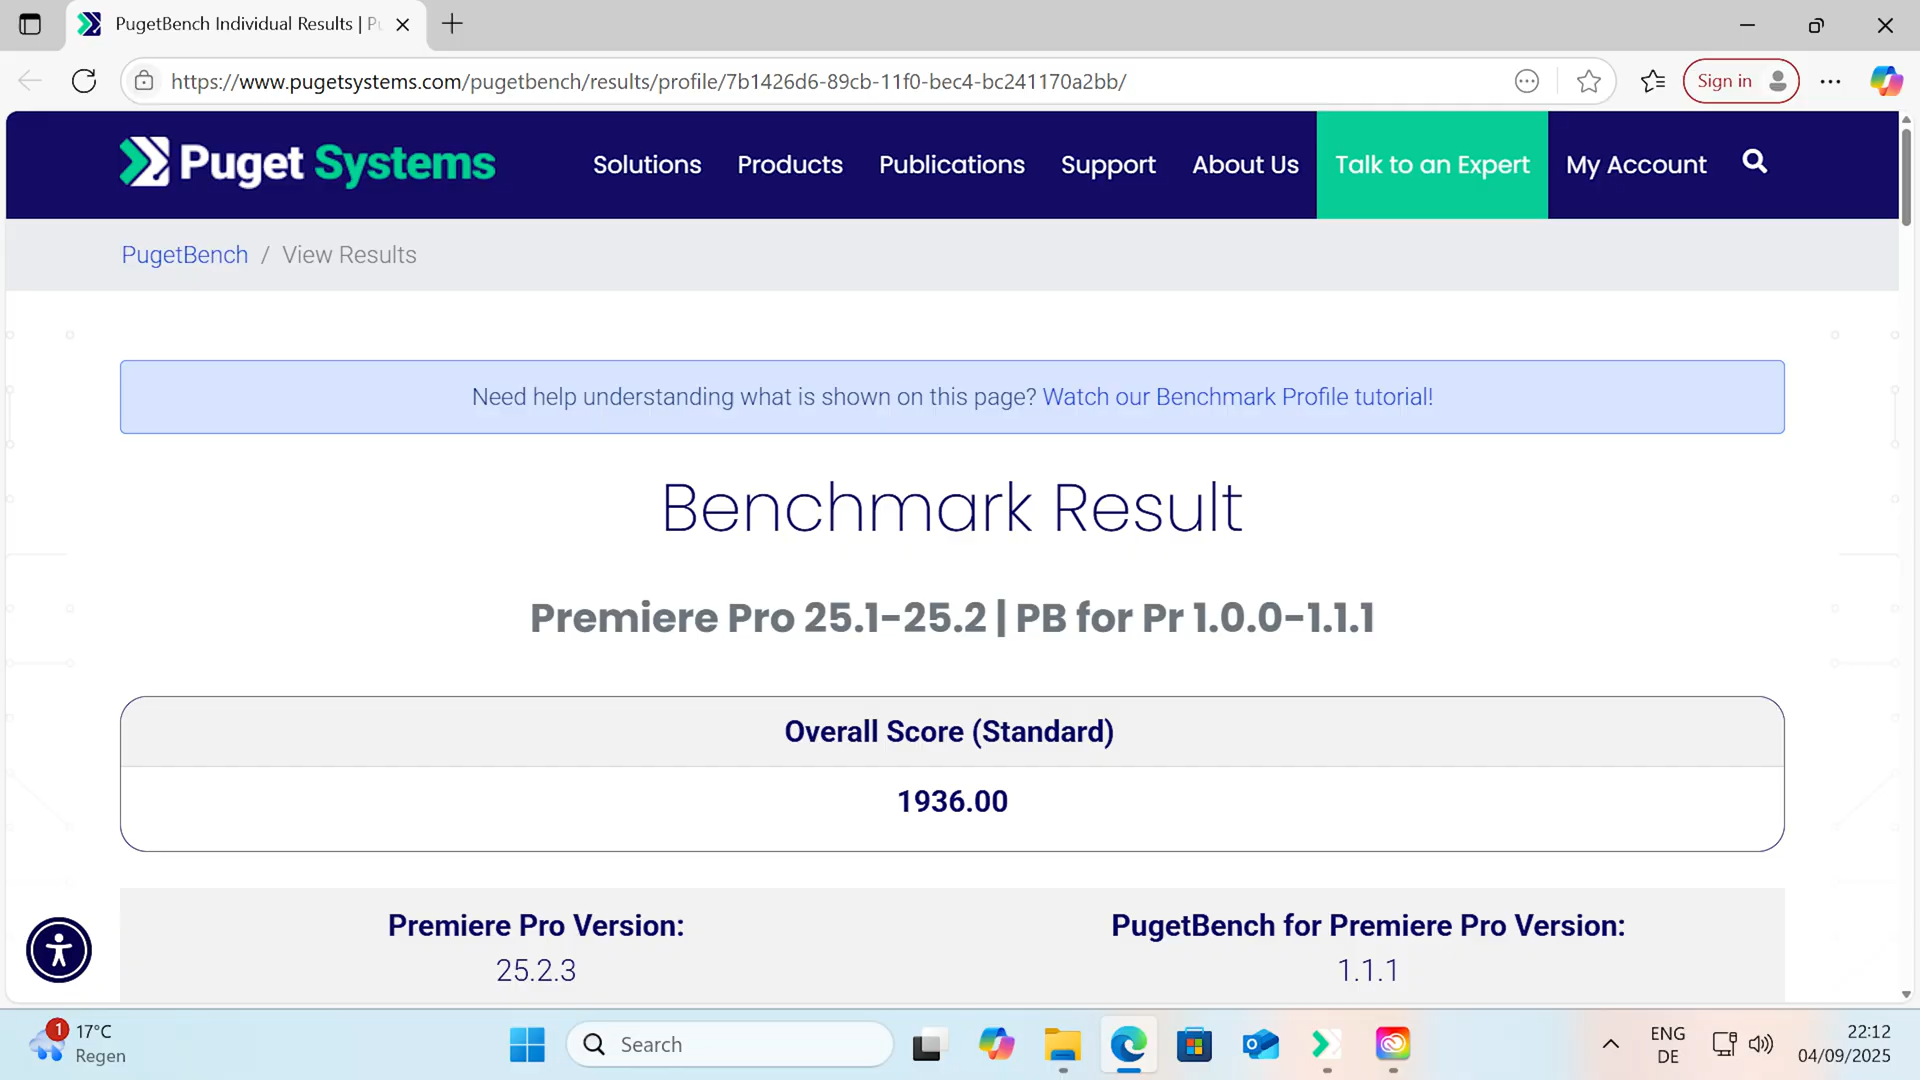 PugetBench Individual Results | Pu
https://www.pugetsystems.com/pugetbench/results/profile/7b1426d6-89cb-11f0-bec4-bc241170a2bb/
Sign in
Puget Systems
Solutions
Products
Publications
Support
About Us
Talk to an Expert
My Account
PugetBench / View Results
Need help understanding what is shown on this page? Watch our Benchmark Profile tutorial!
Benchmark Result
Premiere Pro 25.1-25.2 | PB for Pr 1.0.0-1.1.1
Overall Score (Standard)
1936.00
Premiere Pro Version:
25.2.3
PugetBench for Premiere Pro Version:
1.1.1
1
17°C
Regen
Search
ENG
DE
22:12
04/09/2025